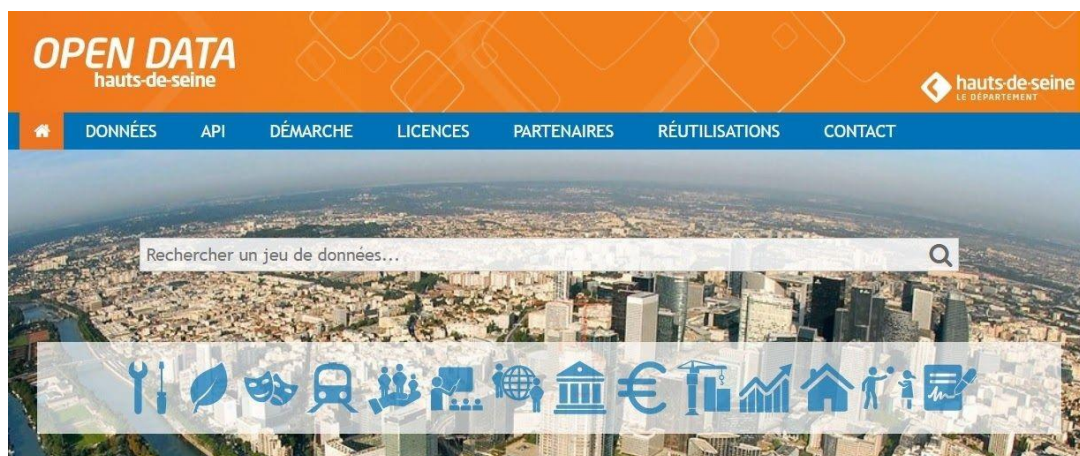 OPEN DATA
hauts-de-seine
hauts-de-seine
LE DÉPARTEMENT
DONNÉES API DÉMARCHE LICENCES PARTENAIRES RÉUTILISATIONS CONTACT
Rechercher un jeu de données...